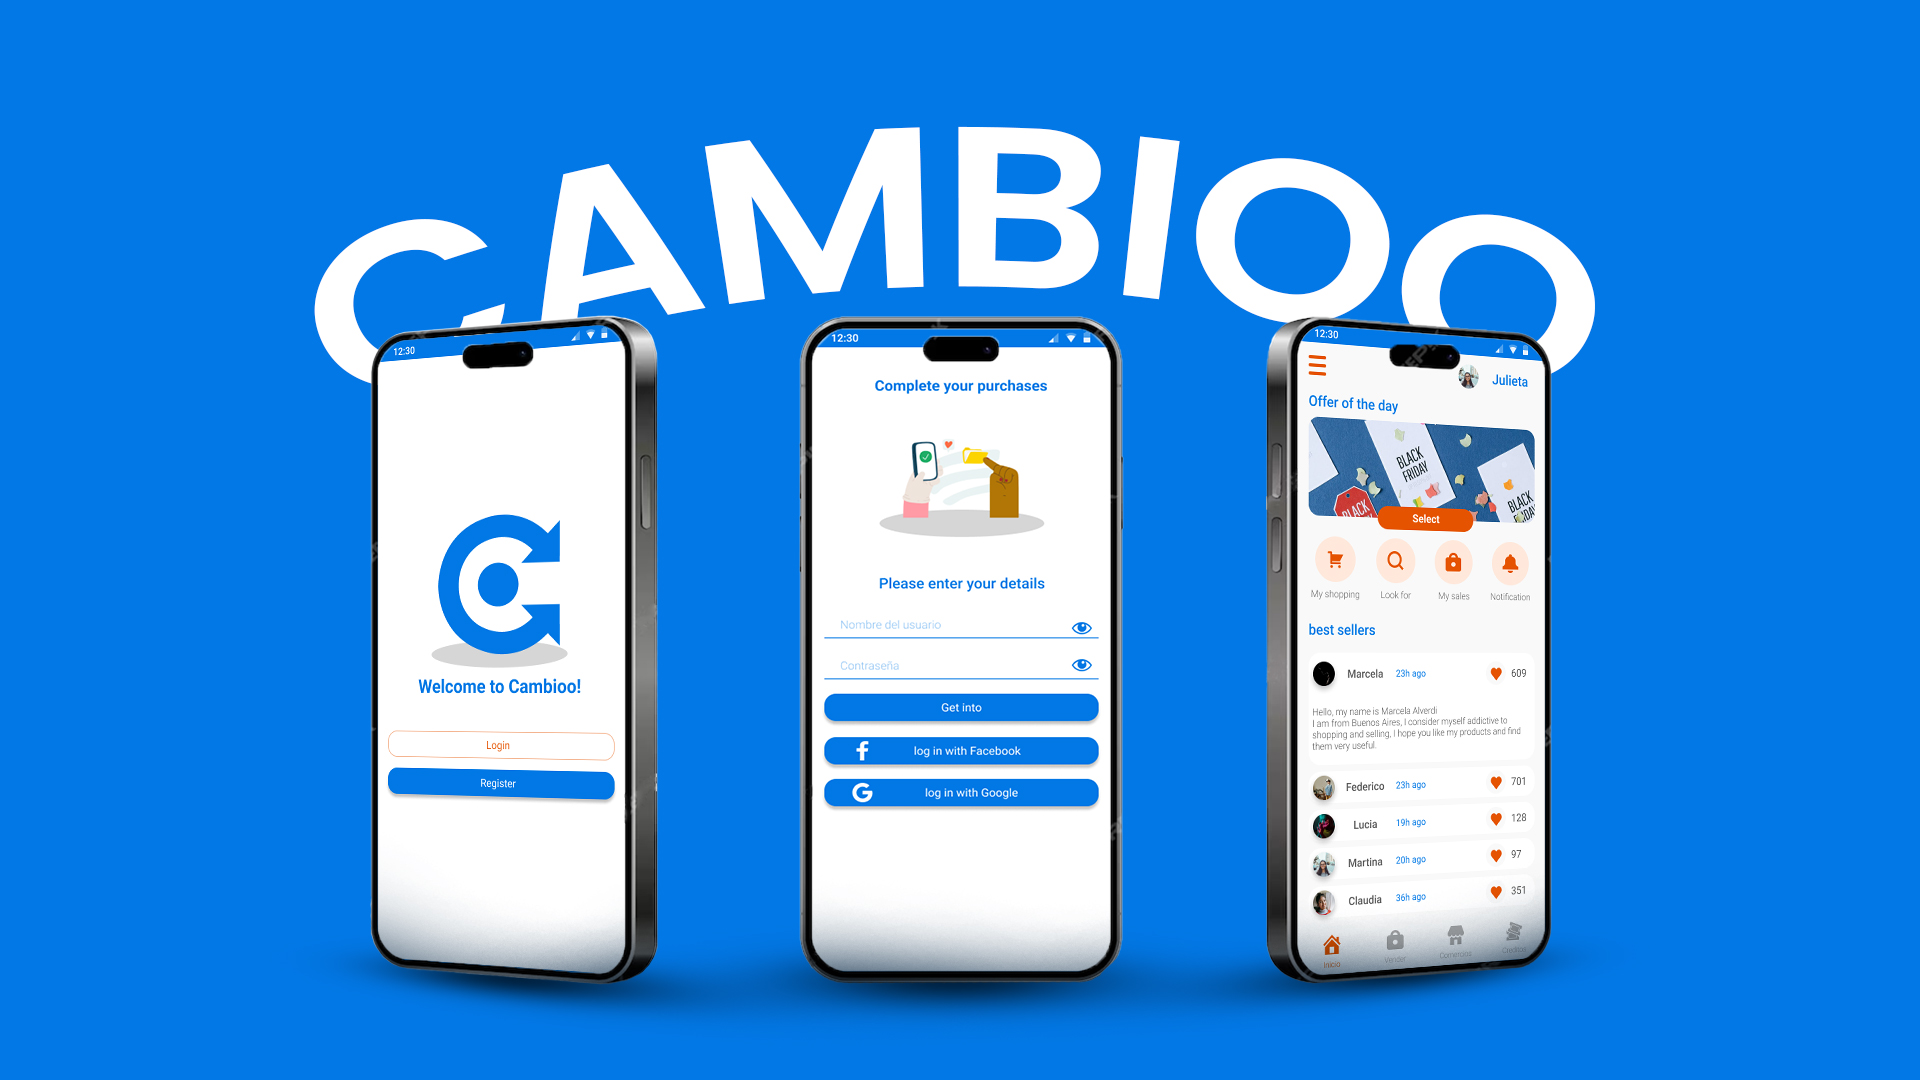 CAMBIOO
12:30
Welcome to Cambioo!
Login
Register
12:30
Complete your purchases
Please enter your details
Nombre del usuario
Contraseña
Get into
log in with Facebook
log in with Google
12:30
Julieta
Offer of the day
BLACK
FRIDAY
BLACK
BLACK
FRIDAY
Select
My shopping
Look for
My sales
Notification
best sellers
Marcela 23h ago 609
Hello, my name is Marcela Alverdi
I am from Buenos Aires, I consider myself addictive to
shopping and selling. I hope you like my products and find
them very useful.
Federico 23h ago 701
Lucia 19h ago 128
Martina 20h ago 97
Claudia 36h ago 351
Inicio
Vender